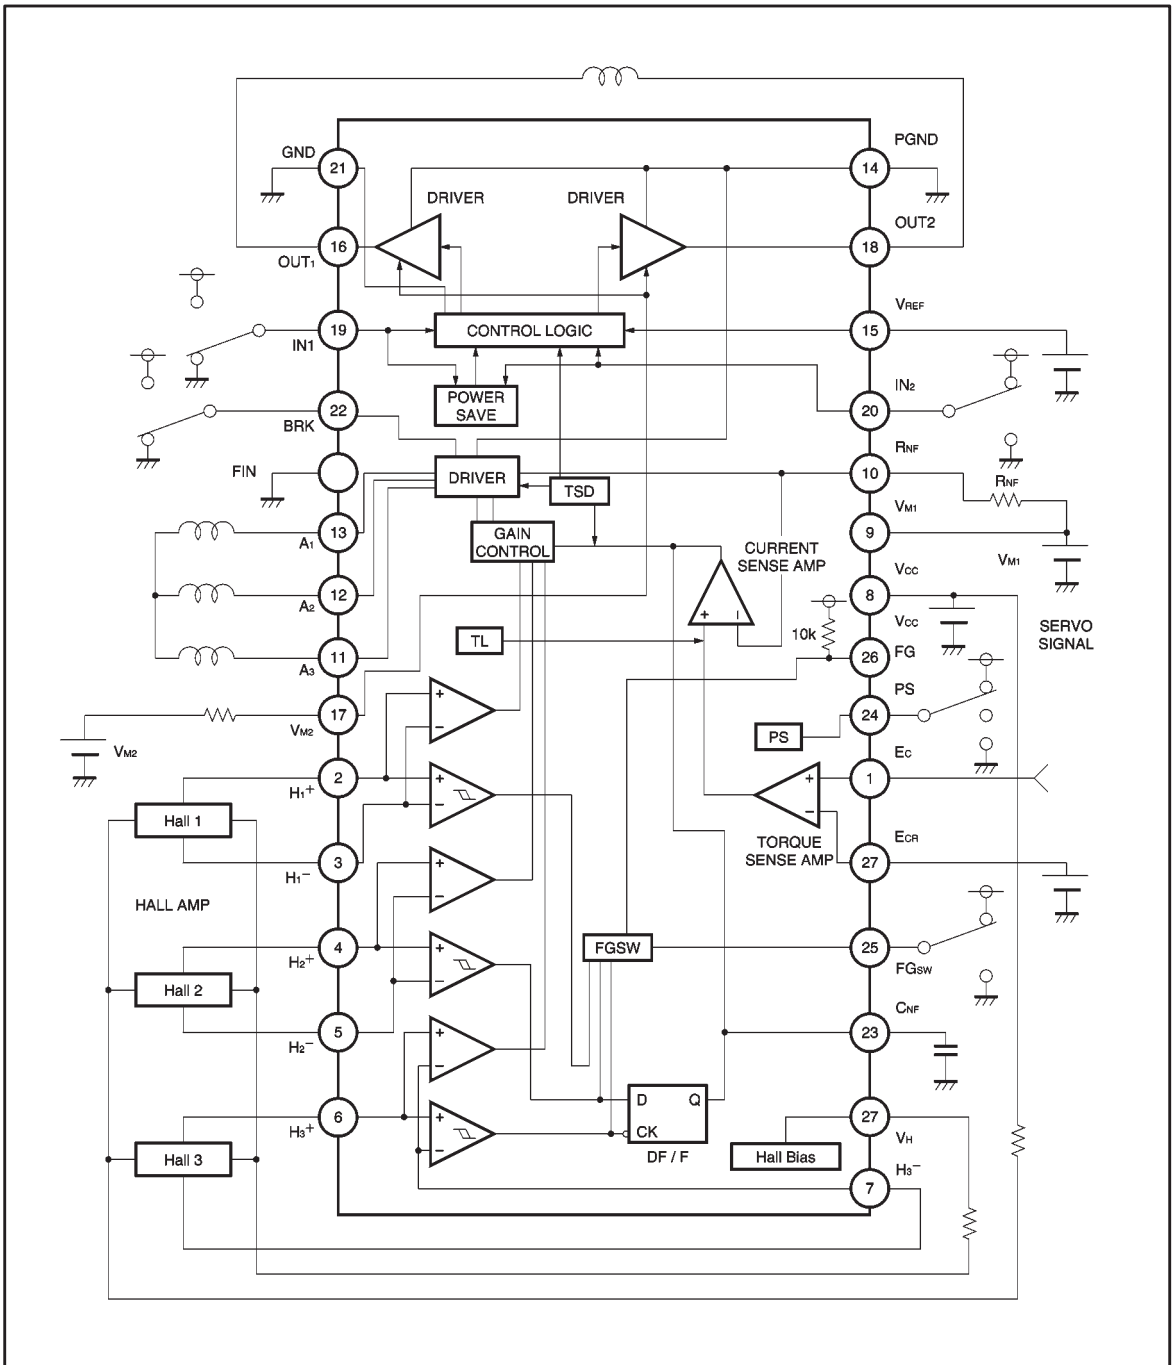 GND
21
PGND
14
DRIVER
DRIVER
OUT2
16
18
OUT1
VREF
19
CONTROL LOGIC
15
IN1
IN2
POWER
SAVE
22
20
BRK
RNF
FIN
DRIVER
10
TSD
RNF
VM1
13
GAIN
CONTROL
9
A1
CURRENT
SENSE AMP
VM1
VCC
12
8
A2
+
−
10k
VCC
SERVO
SIGNAL
TL
11
26
FG
A3
PS
+
17
24
VM2
−
PS
VM2
EC
2
+
+
1
H1+
−
−
Hall 1
ECR
TORQUE
SENSE AMP
3
+
27
H1−
−
HALL AMP
4
+
FGSW
25
H2+
FGSW
−
Hall 2
CNF
5
+
23
H2−
−
D
Q
6
+
CK
27
H3+
DF / F
VH
−
Hall 3
Hall Bias
H3−
7